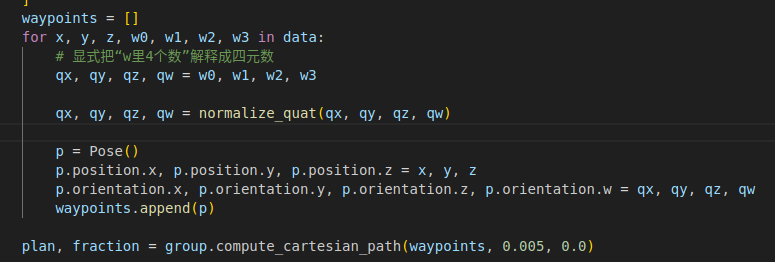 ]
waypoints = []
for x, y, z, w0, w1, w2, w3 in data:
    # 显式把“w里4个数”解释成四元数
    qx, qy, qz, qw = w0, w1, w2, w3
    qx, qy, qz, qw = normalize_quat(qx, qy, qz, qw)
    p = Pose()
    p.position.x, p.position.y, p.position.z = x, y, z
    p.orientation.x, p.orientation.y, p.orientation.z, p.orientation.w = qx, qy, qz, qw
    waypoints.append(p)
plan, fraction = group.compute_cartesian_path(waypoints, 0.005, 0.0)